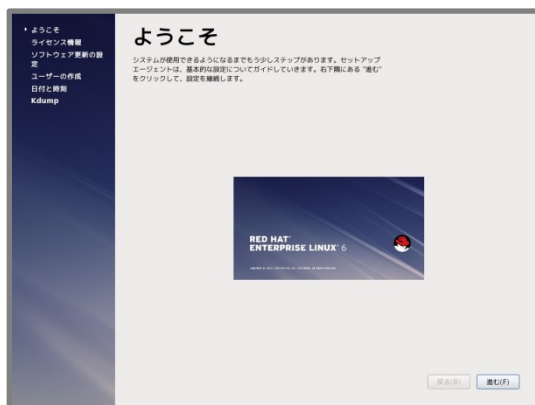 ようこそ
ライセンス情報
ソフトウェア更新の設
定
ユーザーの作成
日付と時刻
Kdump
ようこそ
システムが使用できるようになるまでもう少しステップがあります。セットアップ
エージェントは、基本的な設定についてガイドしていきます。右下隅にある "進む"
をクリックして、設定を継続します。
RED HAT
ENTERPRISE LINUX 6
戻る(B)
進む(F)